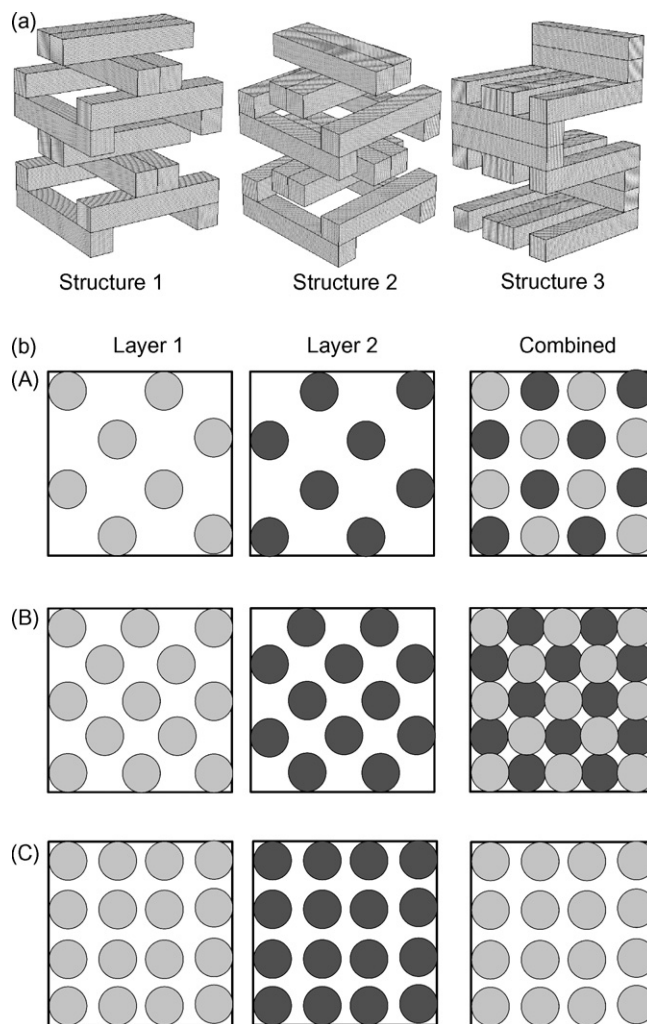 (a)
Structure 1 Structure 2 Structure 3
(b) Layer 1 Layer 2 Combined
(A)
(B)
(C)